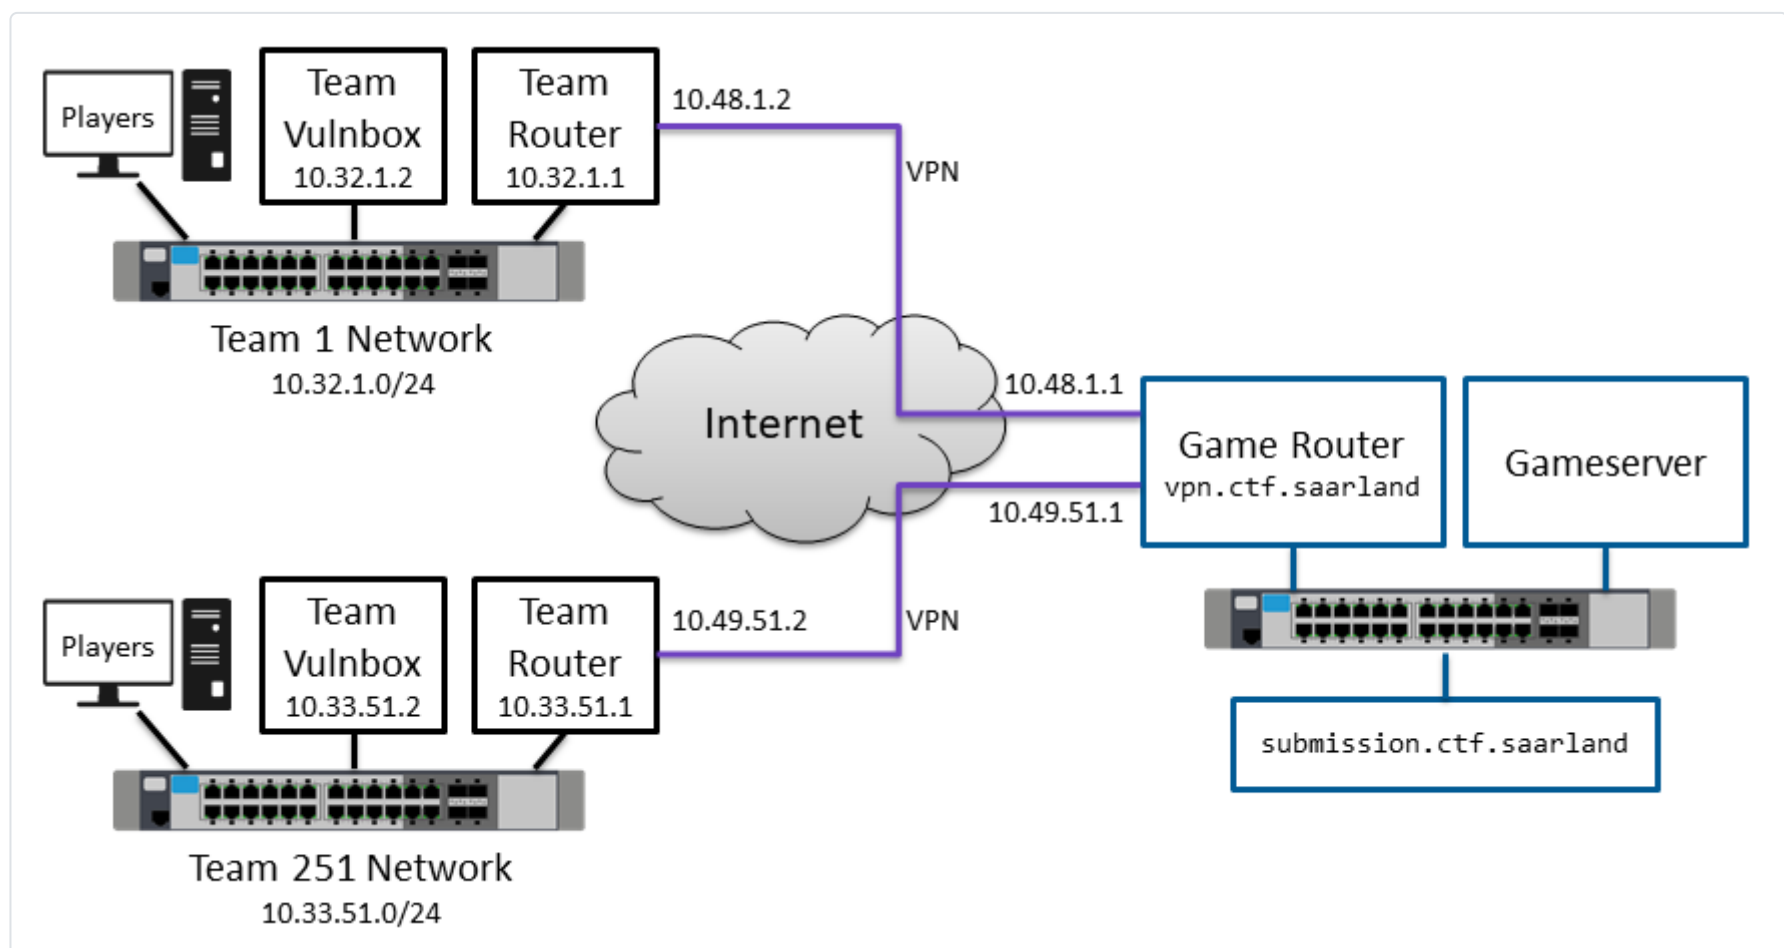 Players
Team
Vulnbox
10.32.1.2
Team
Router
10.32.1.1
10.48.1.2
VPN
Team 1 Network
10.32.1.0/24
Internet
10.48.1.1
10.49.51.1
Game Router
vpn.ctf.saarland
Gameserver
Players
Team
Vulnbox
10.33.51.2
Team
Router
10.33.51.1
10.49.51.2
VPN
submission.ctf.saarland
Team 251 Network
10.33.51.0/24